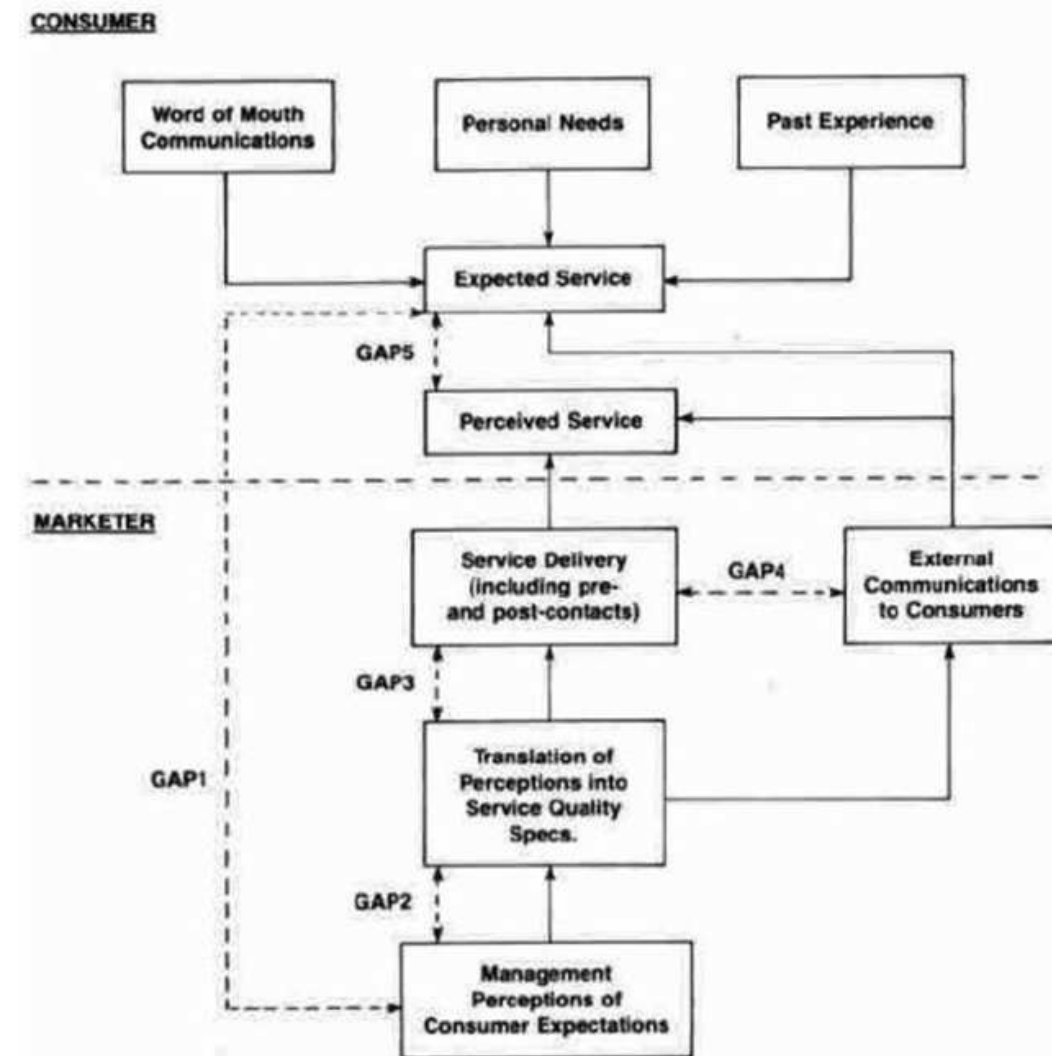 CONSUMER
Word of Mouth
Communications
Personal Needs
Past Experience
Expected Service
GAP5
Perceived Service
MARKETER
Service Delivery
(including pre-
and post-contacts)
GAP4
External
Communications
to Consumers
GAP3
Translation of
Perceptions into
Service Quality
Specs.
GAP1
GAP2
Management
Perceptions of
Consumer Expectations